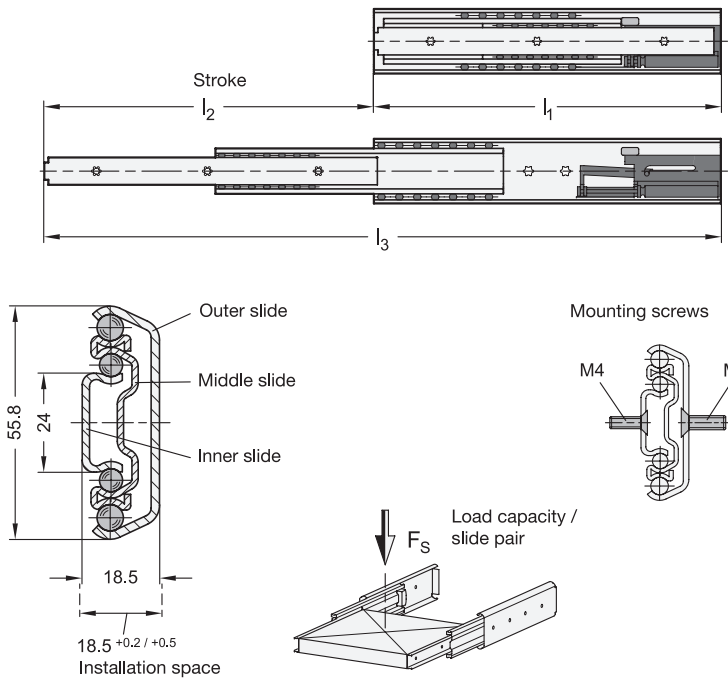 Stroke
l2
l1
l3
Outer slide
Middle slide
Inner slide
55.8
24
18.5
18.5 +0.2 / +0.5
Installation space
Mounting screws
M4
Load capacity /
slide pair
FS